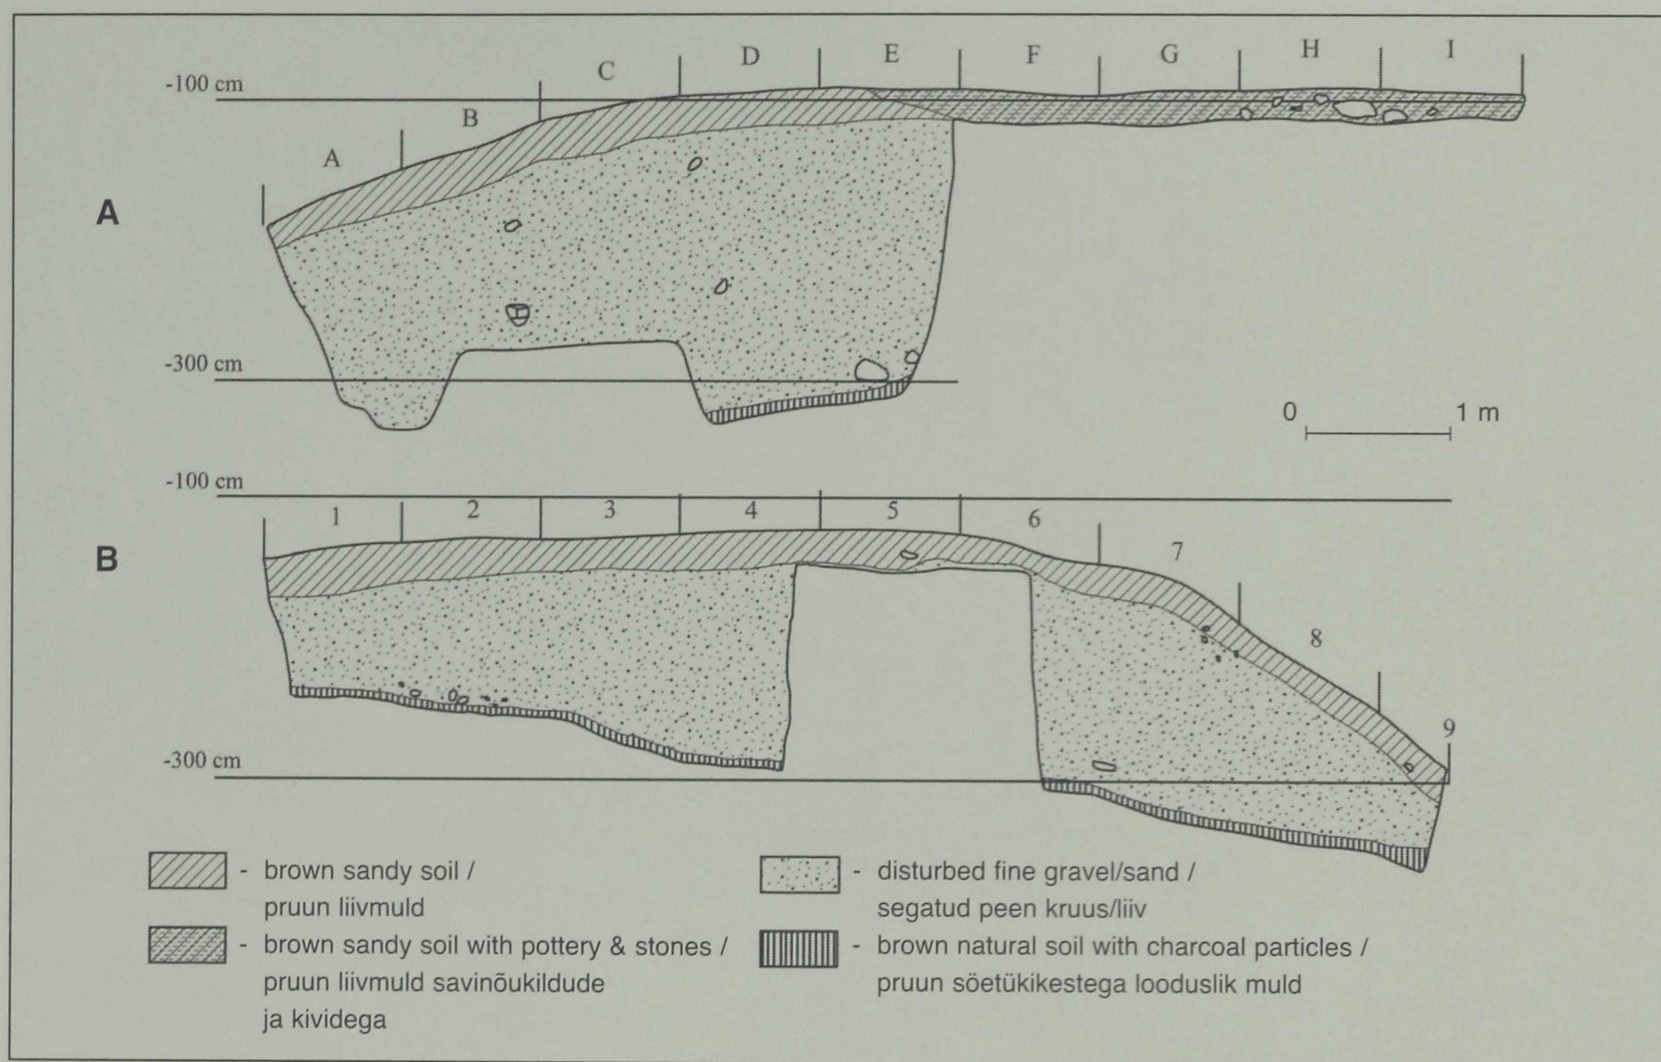 -100 cm
A B C D E F G H I
A
-300 cm
0 1 m
-100 cm
1 2 3 4 5 6 7 8 9
B
-300 cm
- brown sandy soil /
pruun liivmuld
- brown sandy soil with pottery & stones /
pruun liivmuld savinõukildude
ja kividega
- disturbed fine gravel/sand /
segatud peen kruus/liiv
- brown natural soil with charcoal particles /
pruun söetükikestega looduslik muld